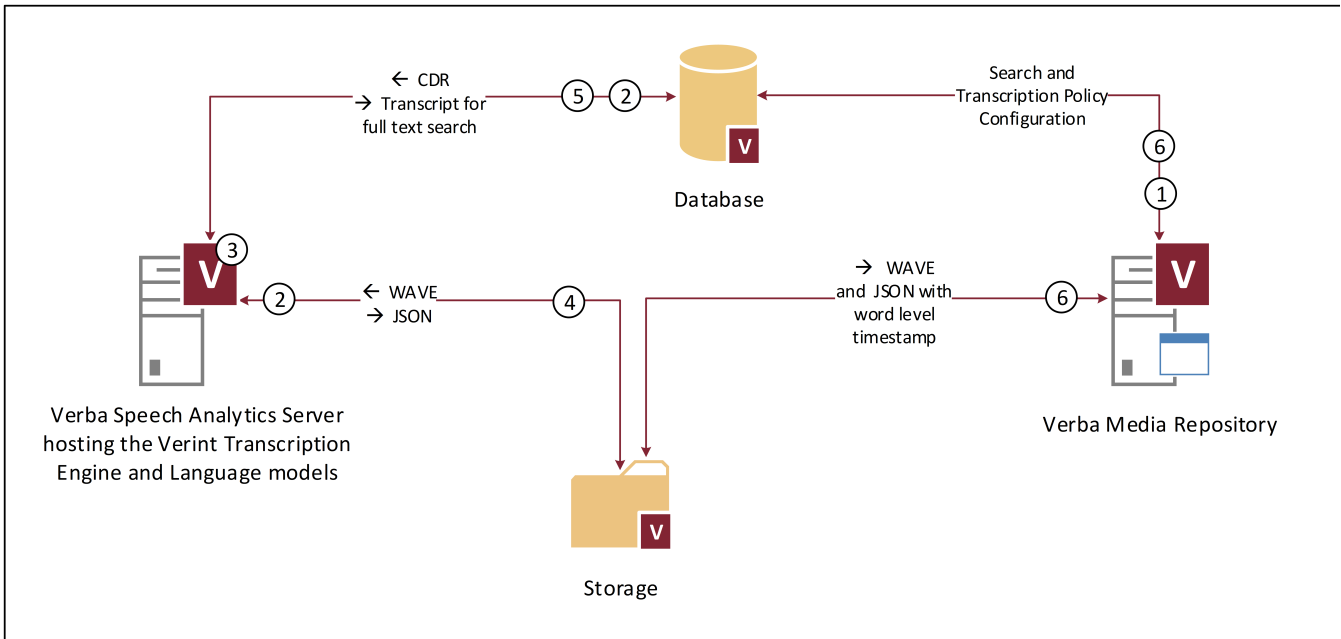 ← CDR
→ Transcript for
full text search
5
2
V
Database
Search and
Transcription Policy
Configuration
6
1
V
3
2
← WAVE
→ JSON
4
→ WAVE
and JSON with
word level
timestamp
6
V
Verba Speech Analytics Server
hosting the Verint Transcription
Engine and Language models
Verba Media Repository
V
Storage